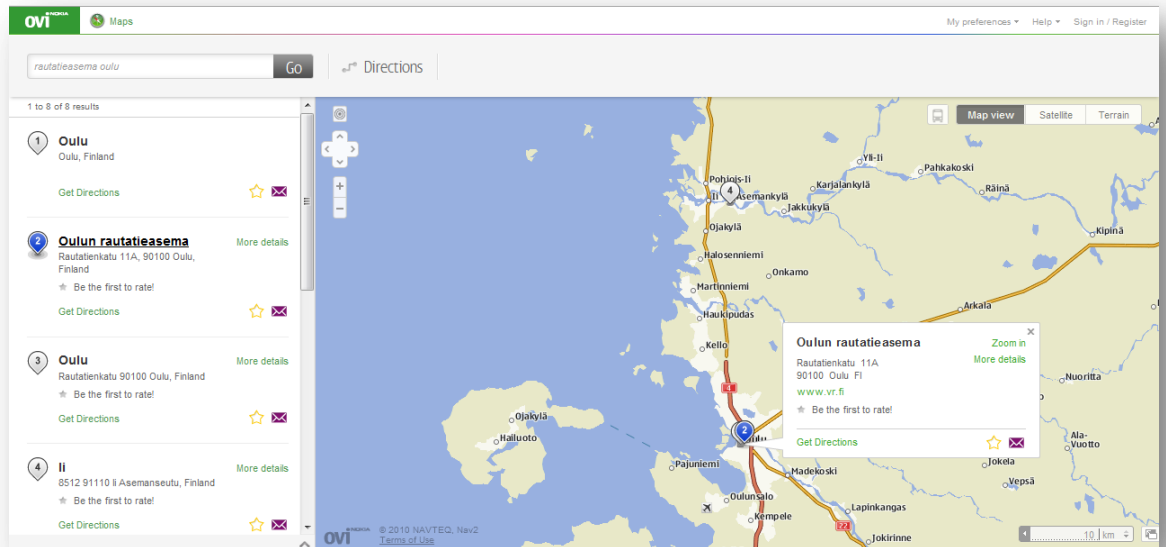 ovi NOKIA
Maps
My preferences
Help
Sign in / Register
rautatieasema oulu
Go
Directions
1 to 8 of 8 results
1
Oulu
Oulu, Finland
Get Directions
2
Oulun rautatieasema
More details
Rautatienkatu 11A, 90100 Oulu,
Finland
Be the first to rate!
Get Directions
3
Oulu
More details
Rautatienkatu 90100 Oulu, Finland
Be the first to rate!
Get Directions
4
Ii
More details
8512 91110 Ii Asemanseutu, Finland
Be the first to rate!
Get Directions
Map view
Satellite
Terrain
Yli-Ii
Pahkakoski
Pohjois-Ii
4
Ii
Asemankylä
Karjalankylä
Räinä
Jakkukylä
Ojakylä
Kipinä
Halosenniemi
Onkamo
Martinniemi
Arkala
Haukipudas
Kello
Oulun rautatieasema
Zoom in
Rautatienkatu 11A
More details
90100 Oulu FI
www.vr.fi
Be the first to rate!
Get Directions
Nuoritta
4
Ojakylä
Hailuoto
2
Ala-
Vuotto
Pajuniemi
Madekoski
Jokela
Vepsä
Oulunsalo
Kempele
Lapinkangas
22
Jokirinne
ovi NOKIA
© 2010 NAVTEQ, Nav2
Terms of Use
10 km